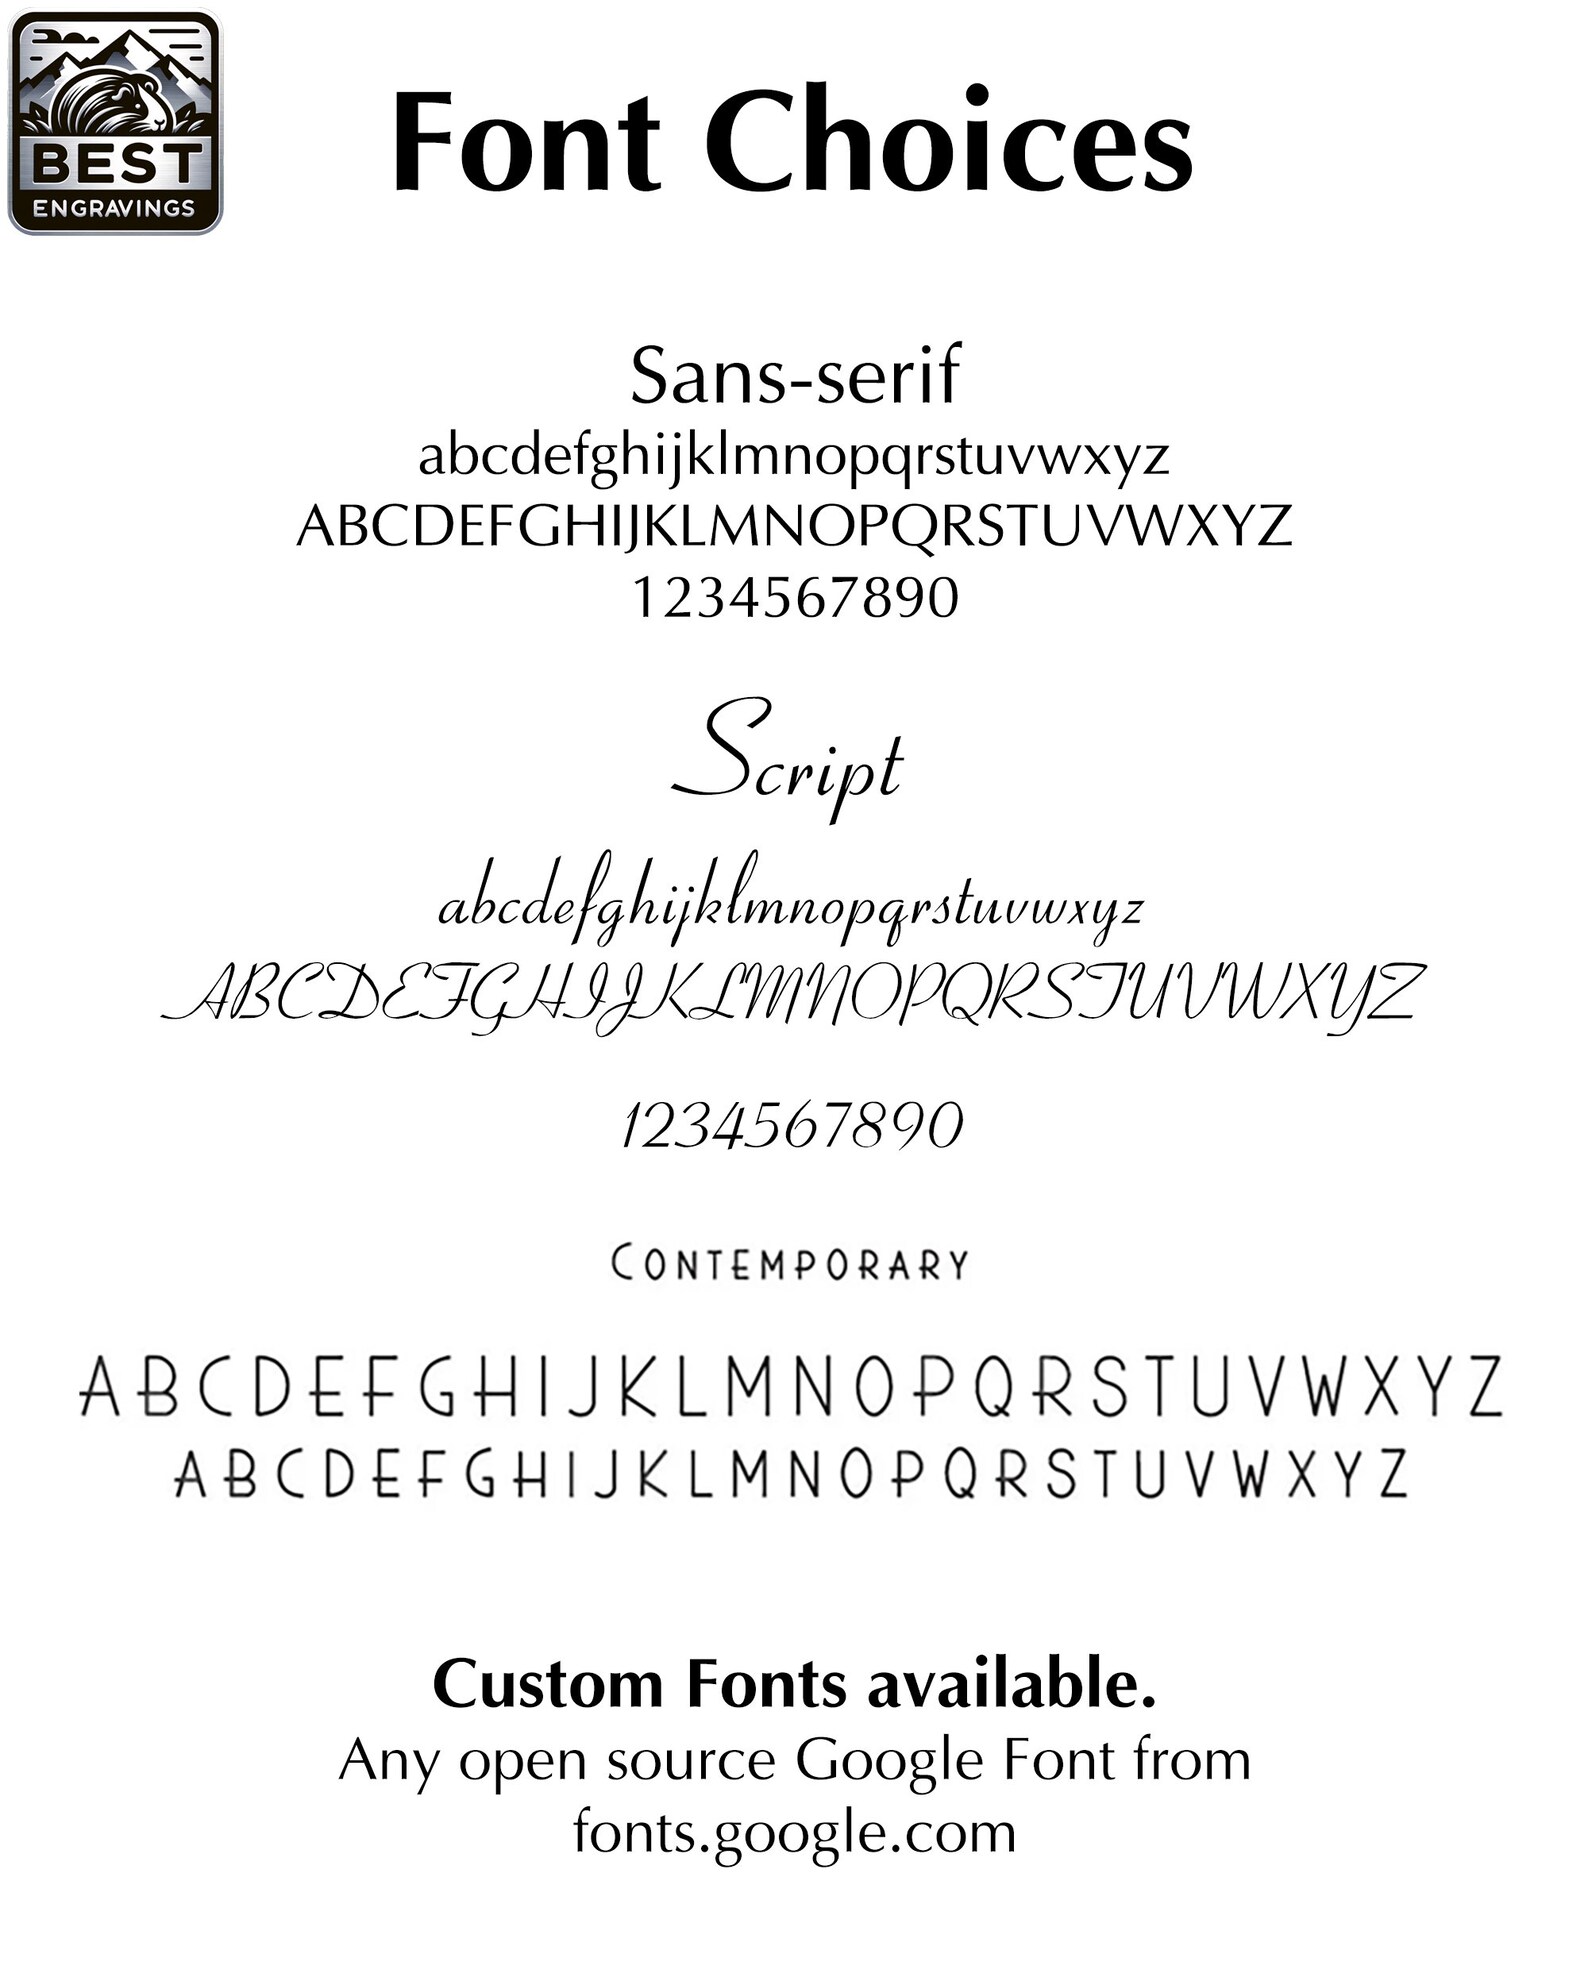 BEST
ENGRAVINGS
Font Choices
Sans-serif
abcdefghijklmnopqrstuvwxyz
ABCDEFGHIJKLMNOPQRSTUVWXYZ
1234567890
Script
abcdefghijklmnopqrstuvwxyz
ABCDEFGHIJKLMNOPQRSTUVWXYZ
1234567890
CONTEMPORARY
ABCDEFGHIJKLMNOPQRSTUVWXYZ
ABCDEFGHIJKLMNOPQRSTUVWXYZ
Custom Fonts available.
Any open source Google Font from
fonts.google.com